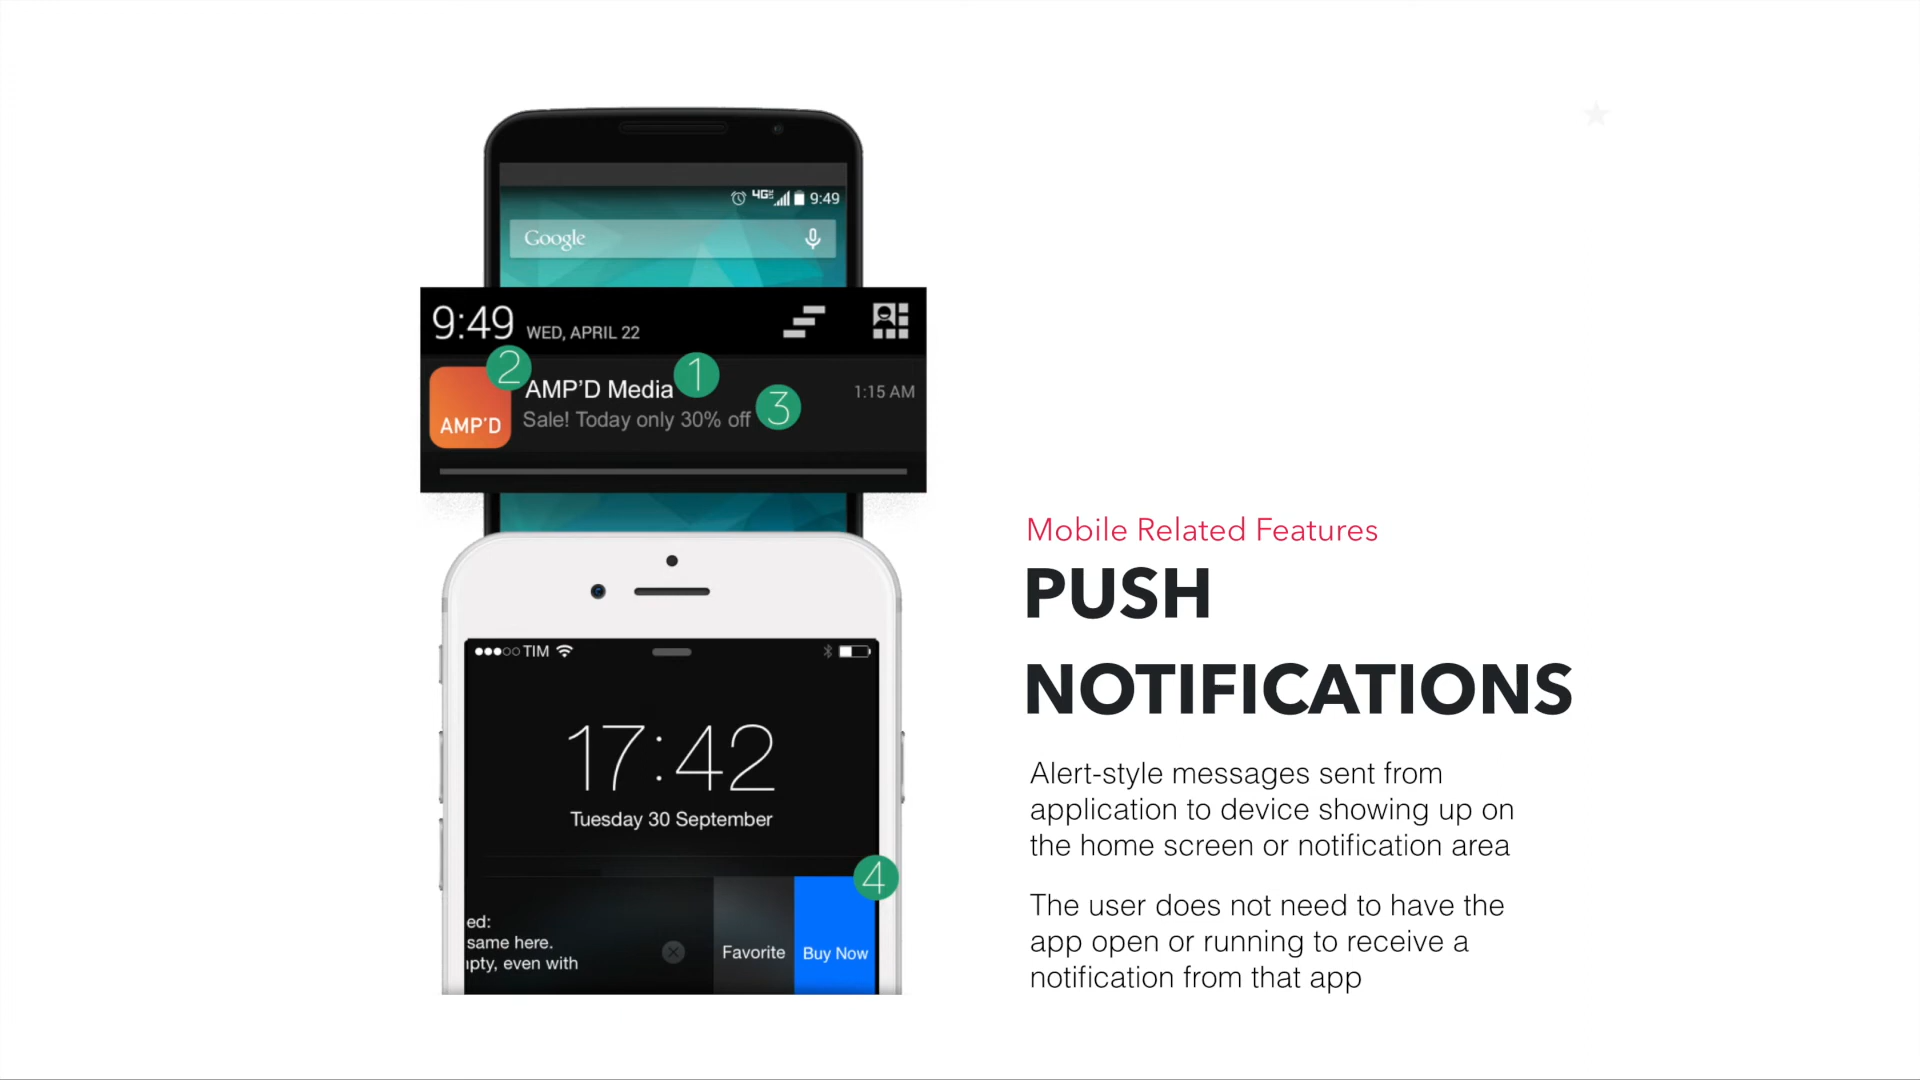 4G 9:49
Google
9:49 WED, APRIL 22
2
1
AMP'D Media
1:15 AM
3
AMP'D
Sale! Today only 30% off
TIM
17:42
Tuesday 30 September
4
ed:
same here.
pty, even with
Favorite
Buy Now
Mobile Related Features
PUSH
NOTIFICATIONS
Alert-style messages sent from
application to device showing up on
the home screen or notification area
The user does not need to have the
app open or running to receive a
notification from that app